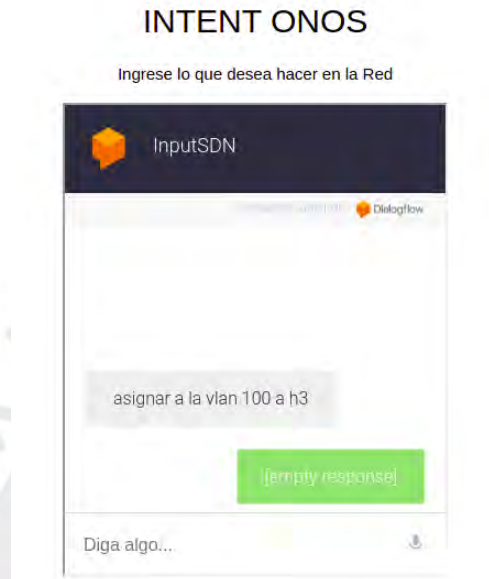 INTENT ONOS
Ingrese lo que desea hacer en la Red
InputSDN
Dialogflow
asignar a la vlan 100 a h3
[empty response]
Diga algo...